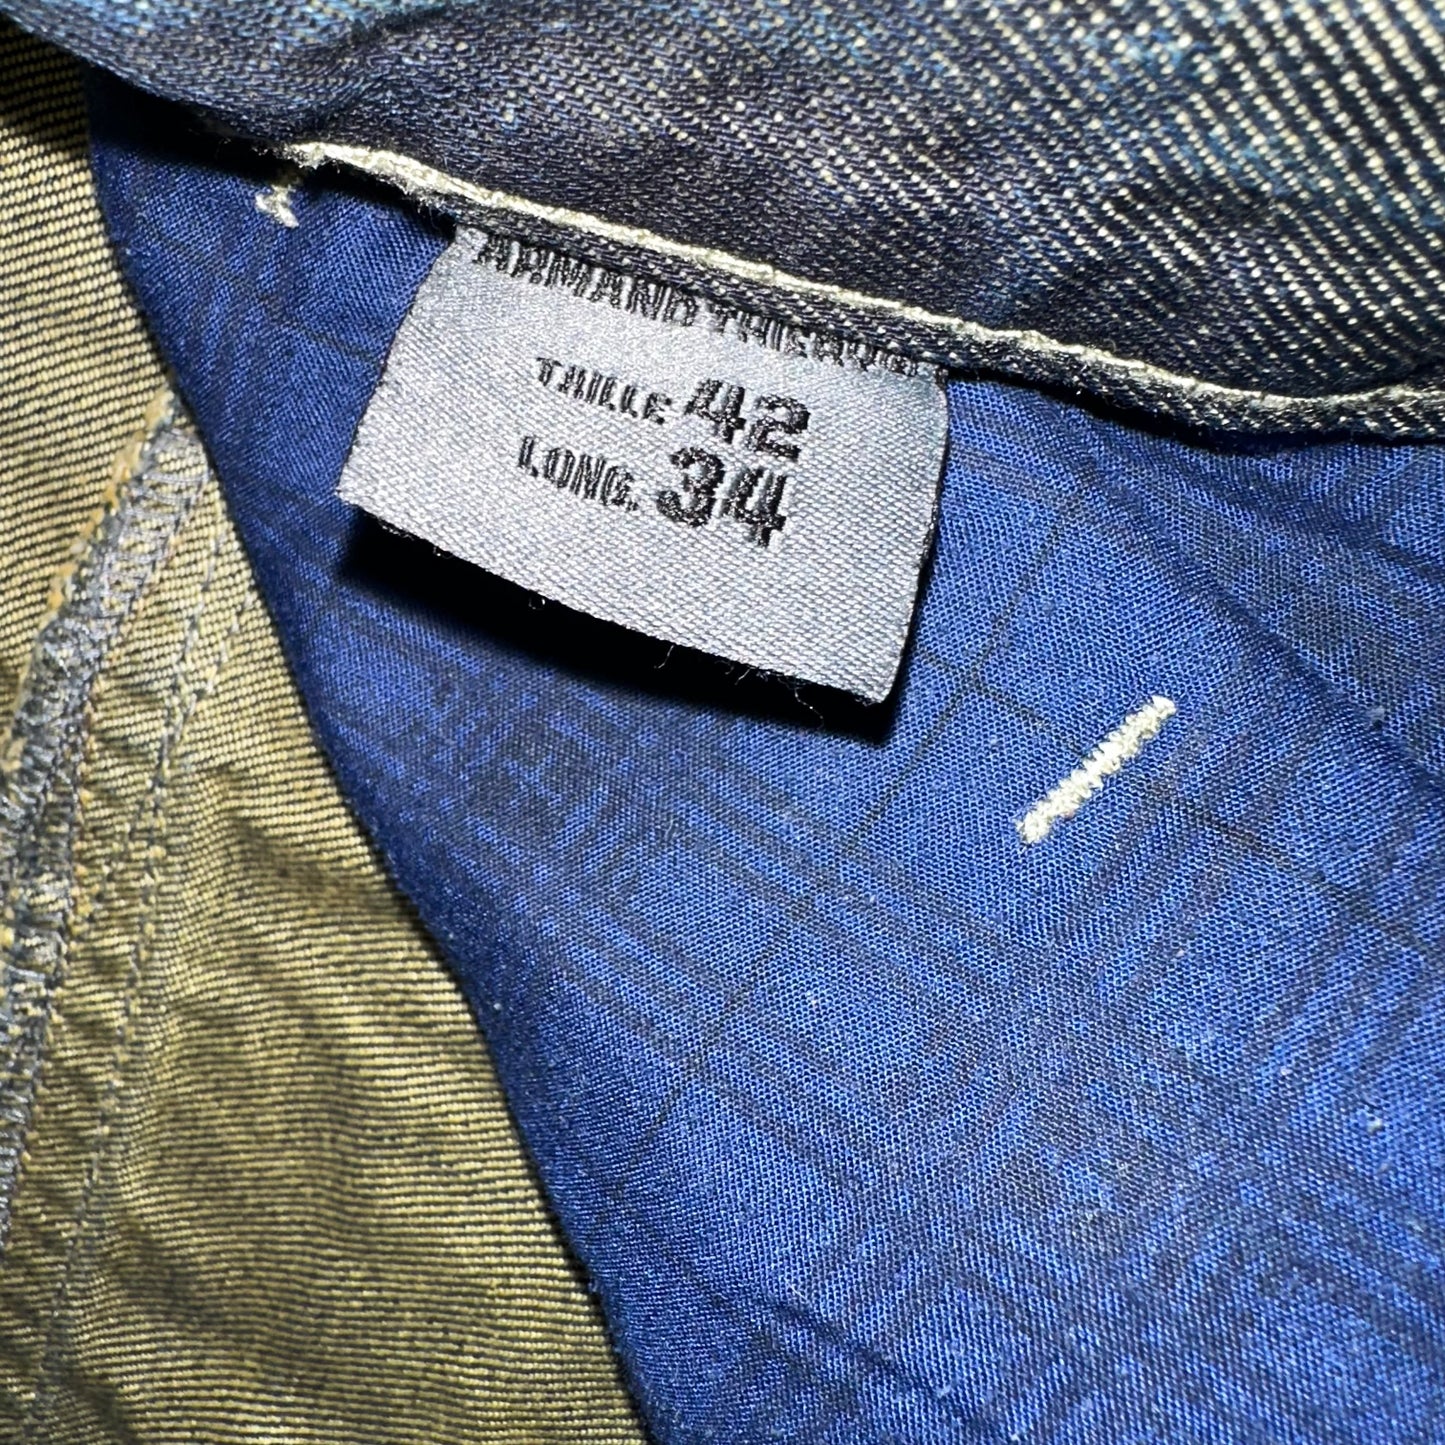 ARMAND THIERY
TAILLE 42
LONG. 34